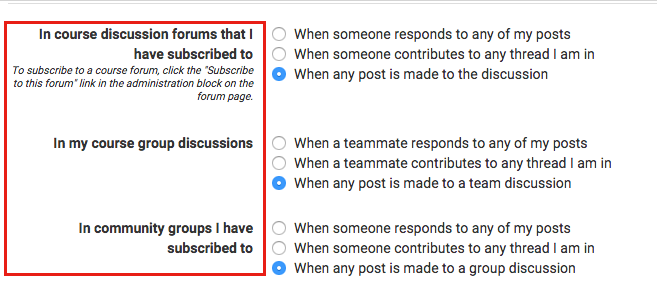 In course discussion forums that I
have subscribed to
To subscribe to a course forum, click the "Subscribe
to this forum" link in the administration block on the
forum page.
When someone responds to any of my posts
When someone contributes to any thread I am in
When any post is made to the discussion
In my course group discussions
When a teammate responds to any of my posts
When a teammate contributes to any thread I am in
When any post is made to a team discussion
In community groups I have
subscribed to
When someone responds to any of my posts
When someone contributes to any thread I am in
When any post is made to a group discussion